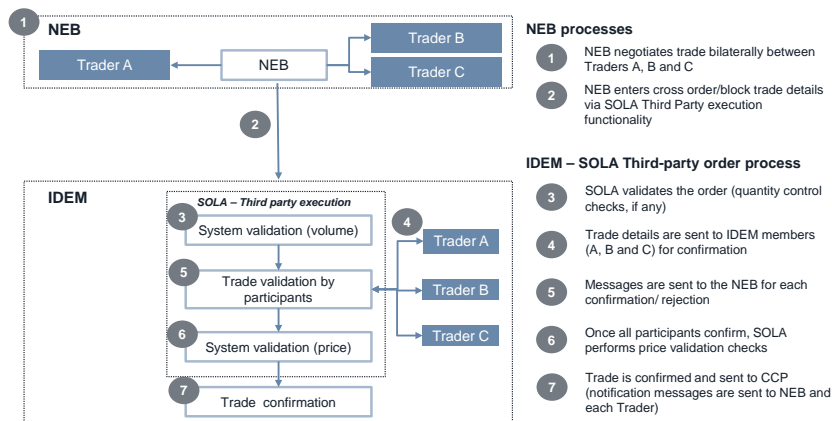 1
NEB
Trader A
NEB
Trader B
Trader C
2
IDEM
SOLA – Third party execution
3
System validation (volume)
4
Trader A
5
Trade validation by
participants
Trader B
6
System validation (price)
Trader C
7
Trade confirmation
NEB processes
1
NEB negotiates trade bilaterally between
Traders A, B and C
2
NEB enters cross order/block trade details
via SOLA Third Party execution
functionality
IDEM – SOLA Third-party order process
3
SOLA validates the order (quantity control
checks, if any)
4
Trade details are sent to IDEM members
(A, B and C) for confirmation
5
Messages are sent to the NEB for each
confirmation/ rejection
6
Once all participants confirm, SOLA
performs price validation checks
7
Trade is confirmed and sent to CCP
(notification messages are sent to NEB and
each Trader)